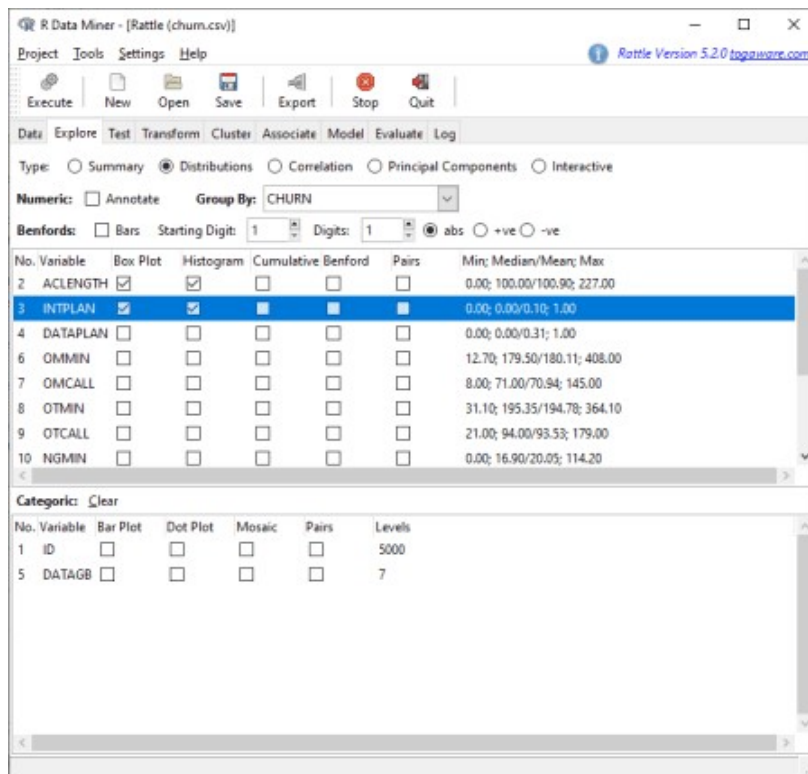 R Data Miner - [Rattle (churn.csv)]
Project Tools Settings Help Rattle Version 5.2.0 togaware.com
Execute New Open Save Export Stop Quit
Data Explore Test Transform Cluster Associate Model Evaluate Log
Type: Summary Distributions Correlation Principal Components Interactive
Numeric: Annotate Group By: CHURN
Benfords: Bars Starting Digit: 1 Digits: 1 abs +ve -ve
No. Variable Box Plot Histogram Cumulative Benford Pairs Min; Median/Mean; Max
2 ACLENGTH 0.00; 100.00/100.90; 227.00
3 INTPLAN 0.00; 0.00/0.10; 1.00
4 DATAPLAN 0.00; 0.00/0.31; 1.00
6 OMMIN 12.70; 179.50/180.11; 408.00
7 OMCALL 8.00; 71.00/70.94; 145.00
8 OTMIN 31.10; 195.35/194.78; 364.10
9 OTCALL 21.00; 94.00/93.53; 179.00
10 NGMIN 0.00; 16.90/20.05; 114.20
Categoric: Clear
No. Variable Bar Plot Dot Plot Mosaic Pairs Levels
1 ID 5000
5 DATAGB 7